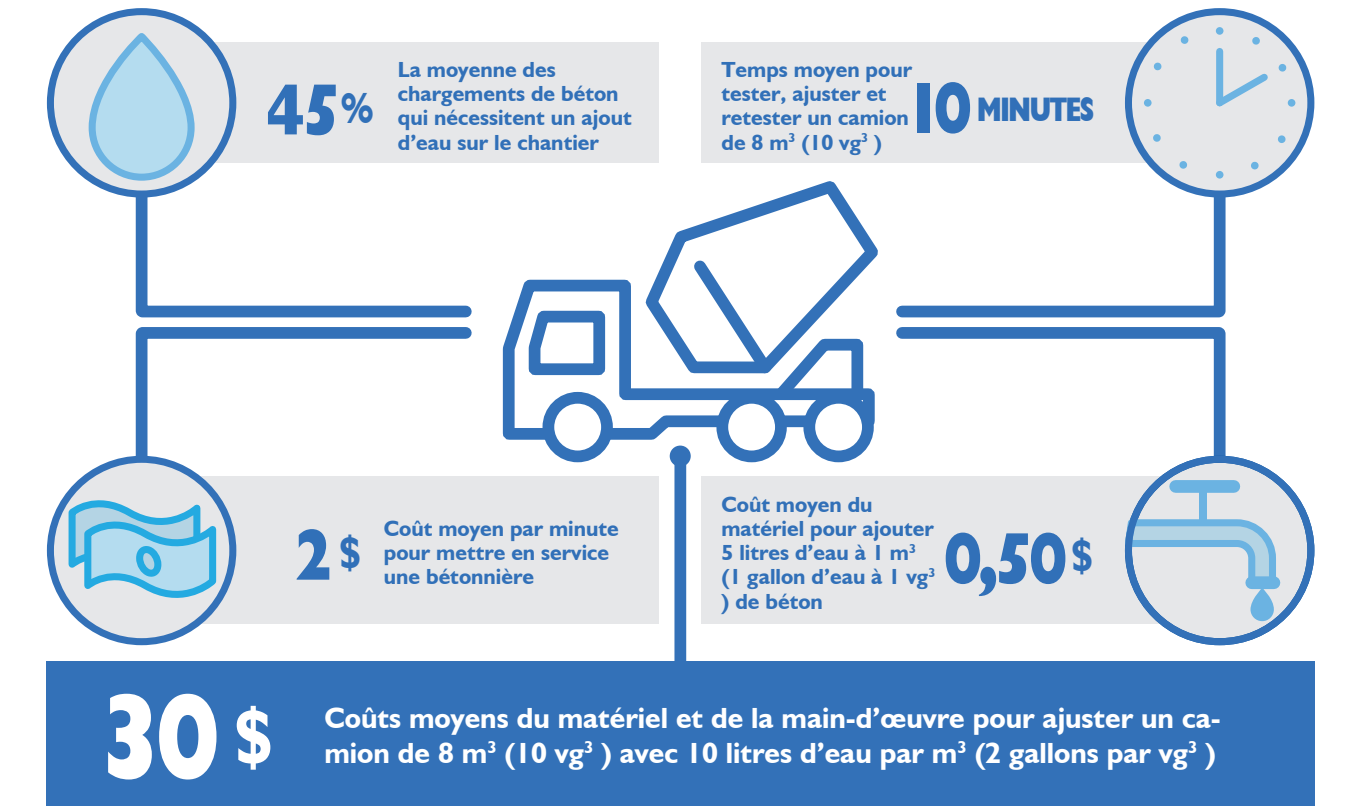 45%
La moyenne des
chargements de béton
qui nécessitent un ajout
d’eau sur le chantier
Temps moyen pour
tester, ajuster et
retester un camion
de 8 m³ (10 vg³ )
10 MINUTES
2 $
Coût moyen par minute
pour mettre en service
une bétonnière
Coût moyen du
matériel pour ajouter
5 litres d’eau à 1 m³
(1 gallon d’eau à 1 vg³
) de béton
0,50 $
30 $
Coûts moyens du matériel et de la main-d’œuvre pour ajuster un ca-
mion de 8 m³ (10 vg³ ) avec 10 litres d’eau par m³ (2 gallons par vg³ )